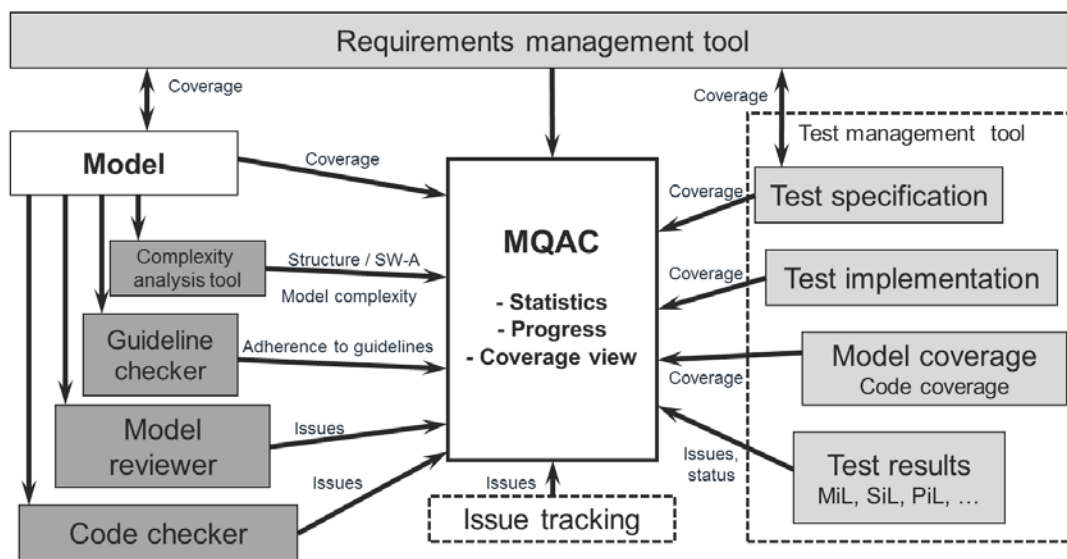 Requirements management tool
Coverage
Coverage
Test management tool
Model
Coverage
Coverage
Test specification
MQAC
- Statistics
- Progress
- Coverage view
Complexity
analysis tool
Structure / SW-A
Model complexity
Coverage
Test implementation
Guideline
checker
Adherence to guidelines
Coverage
Model coverage
Code coverage
Model
reviewer
Issues
Issues,
status
Test results
MiL, SiL, PiL, ...
Issues
Code checker
Issues
Issue tracking